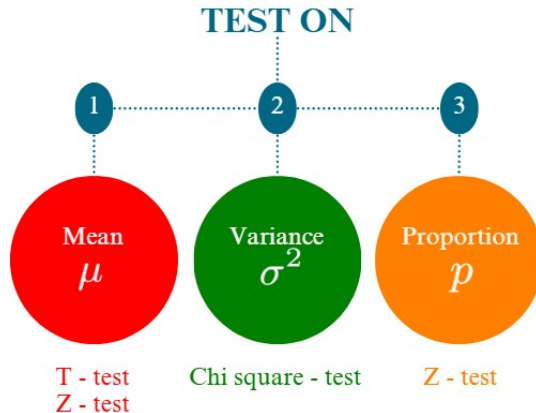 TEST ON
1 2 3
Mean Variance Proportion
μ σ² p
T - test Chi square - test Z - test
Z - test